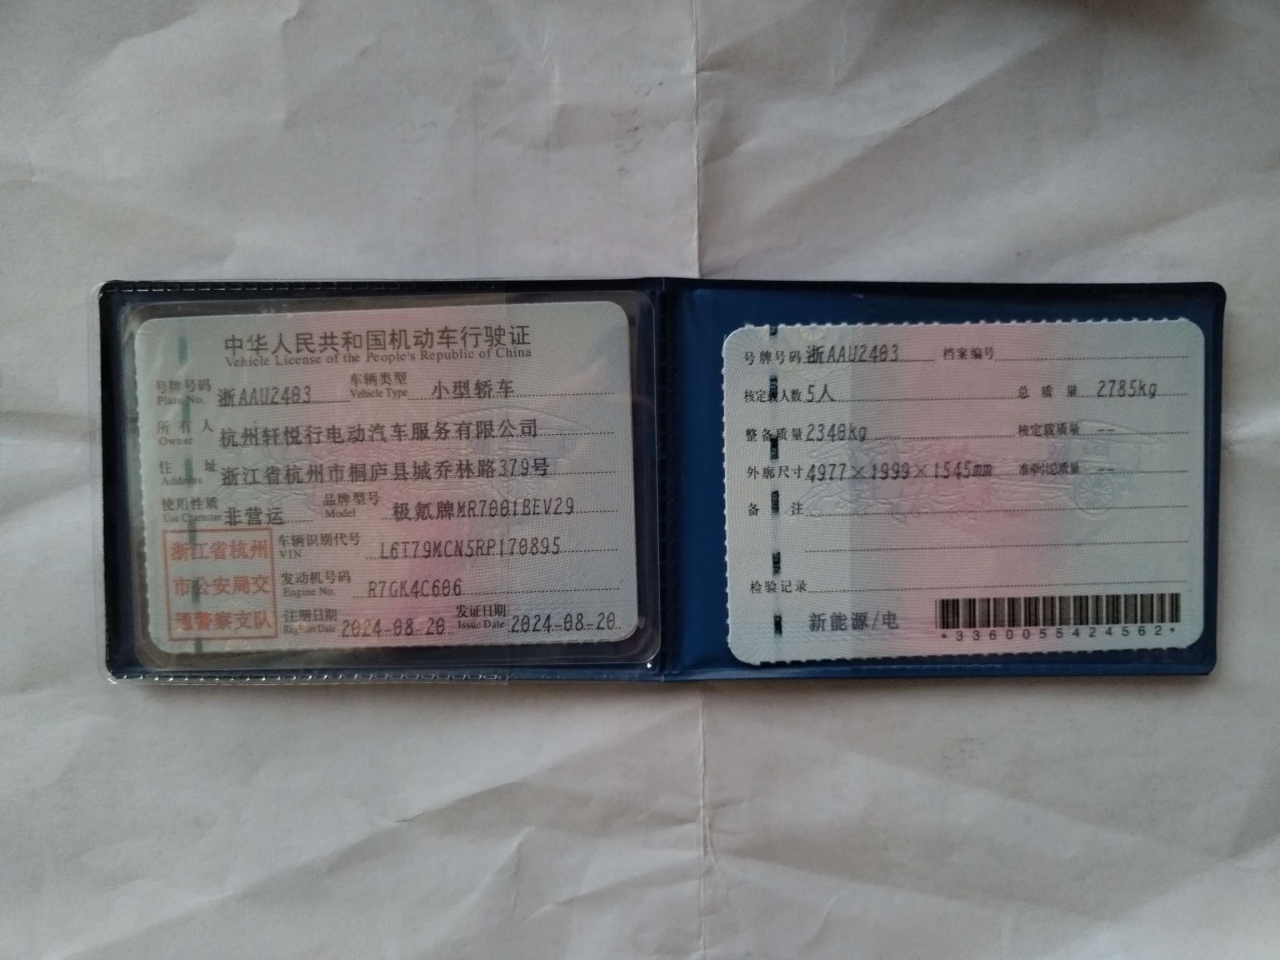 中华人民共和国机动车行驶证
Vehicle License of the People's Republic of China
号牌号码 浙AAU2403 车辆类型 小型轿车
Plate No. Vehicle Type
所有人 杭州轩悦行电动汽车服务有限公司
Owner
住址 浙江省杭州市桐庐县城乔林路379号
Address
使用性质 非营运 品牌型号 极氪牌MR7001BEV29
Use Character Model
浙江省杭州
市公安局交
通警察支队
车辆识别代号 L6T79MCN5RP170895
VIN
发动机号码 R7GK4C606
Engine No.
注册日期 2024-08-20 发证日期 2024-08-20
Register Date Issue Date
号牌号码 浙AAU2403 档案编号
核定载人数 5人 总质量 2785kg
整备质量 2340kg 核定载质量 --
外廓尺寸 4977×1999×1545mm 准牵引总质量 --
备注
检验记录
新能源/电
*3360055424562*